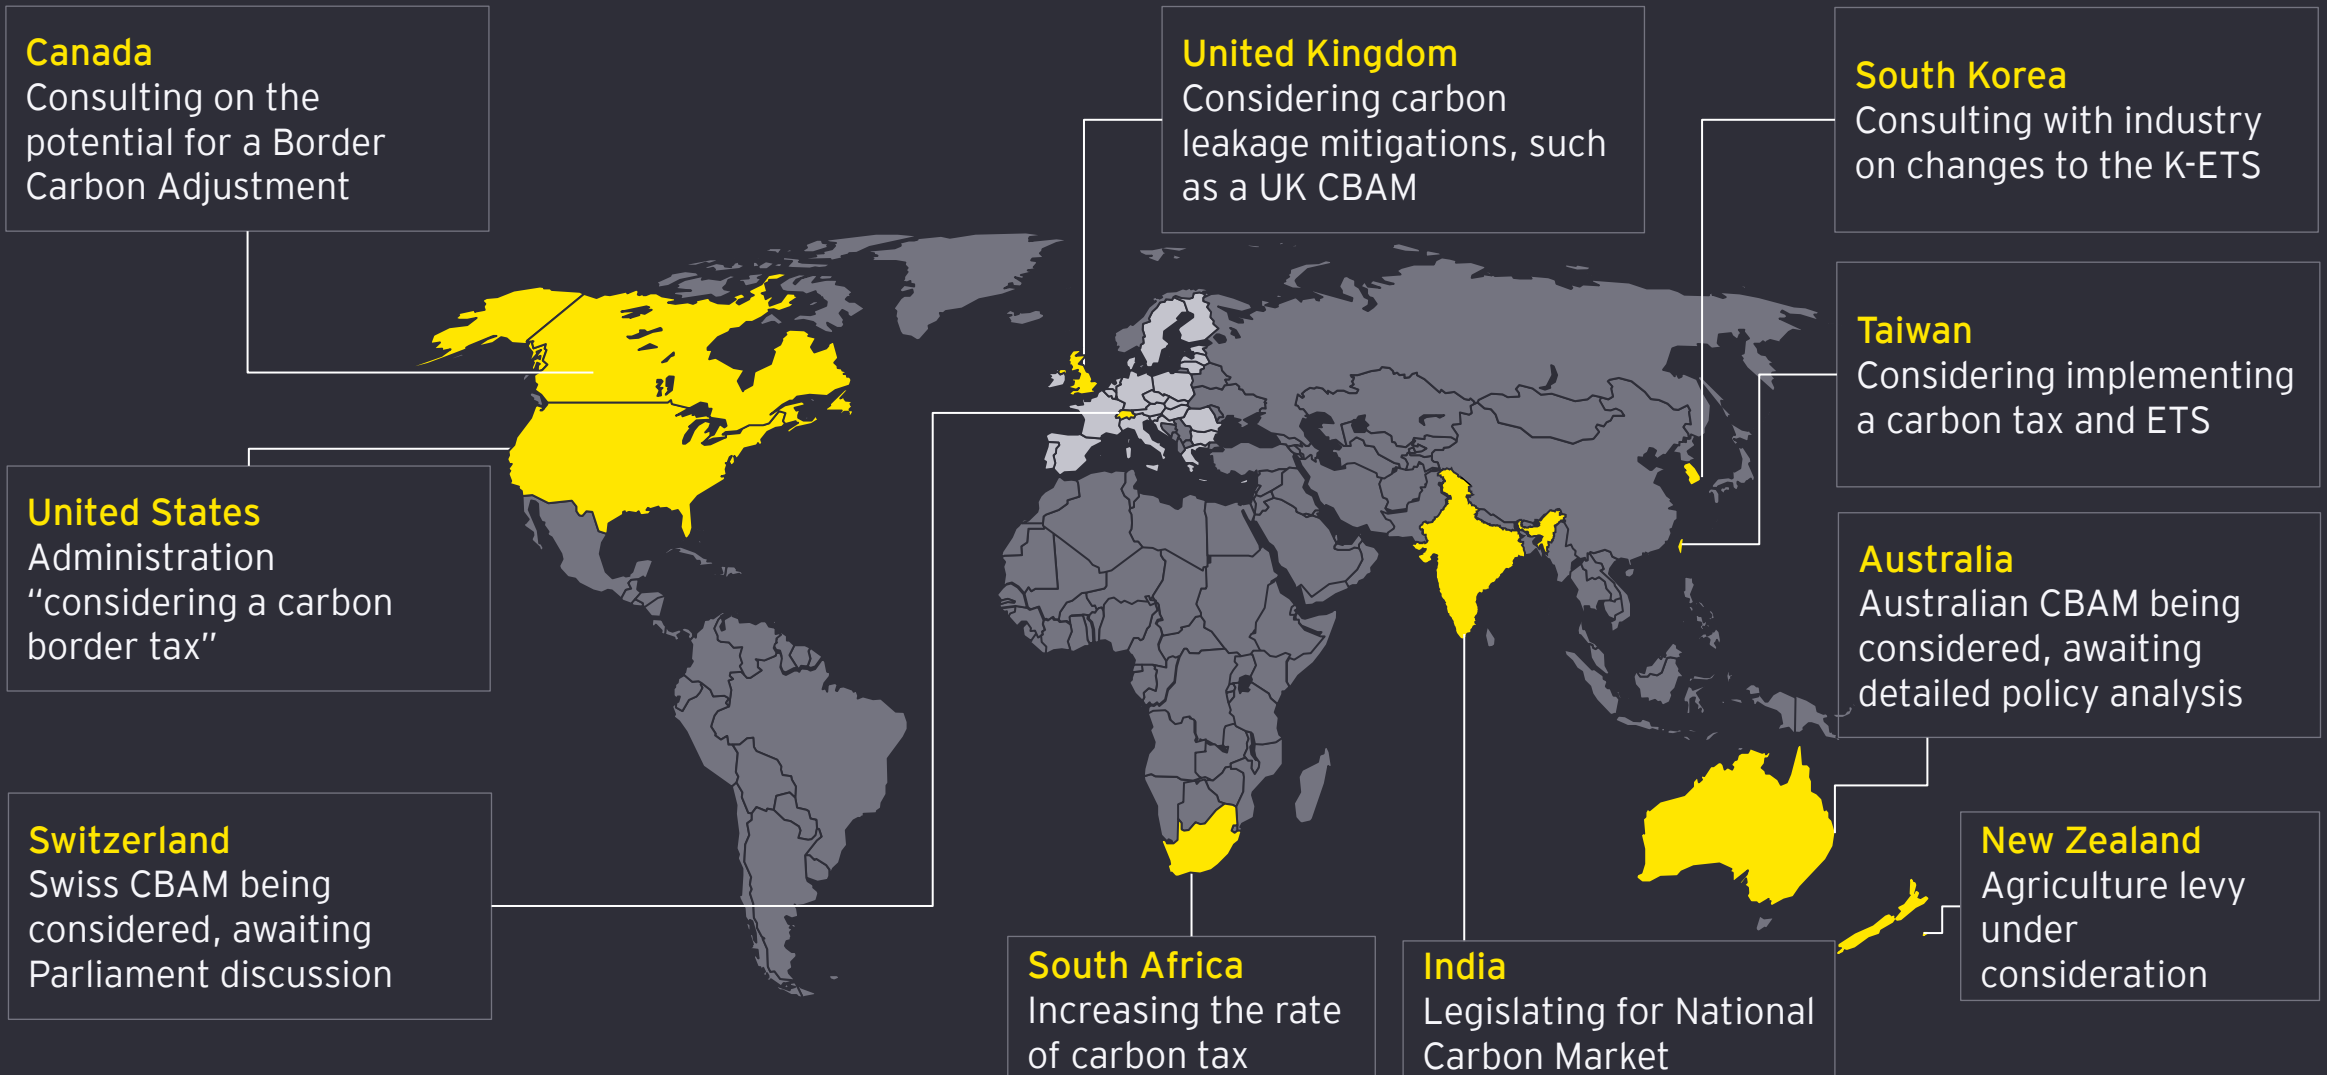 Canada
Consulting on the
potential for a Border
Carbon Adjustment
United Kingdom
Considering carbon
leakage mitigations, such
as a UK CBAM
South Korea
Consulting with industry
on changes to the K-ETS
Taiwan
Considering implementing
a carbon tax and ETS
United States
Administration
“considering a carbon
border tax”
Australia
Australian CBAM being
considered, awaiting
detailed policy analysis
Switzerland
Swiss CBAM being
considered, awaiting
Parliament discussion
New Zealand
Agriculture levy
under
consideration
South Africa
Increasing the rate
of carbon tax
India
Legislating for National
Carbon Market